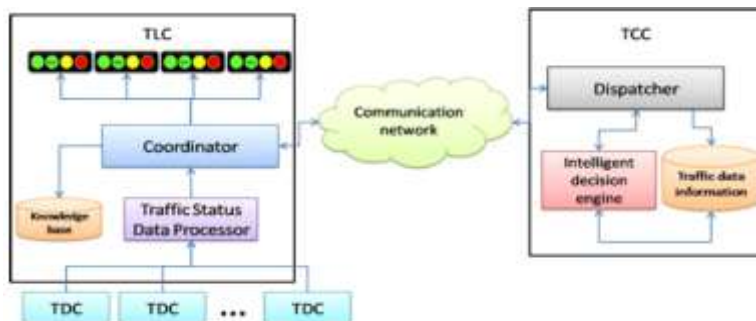 TLC
TCC
Dispatcher
Communication
network
Coordinator
Intelligent
decision
engine
Traffic data
information
Knowledge
base
Traffic Status
Data Processor
TDC
TDC
...
TDC